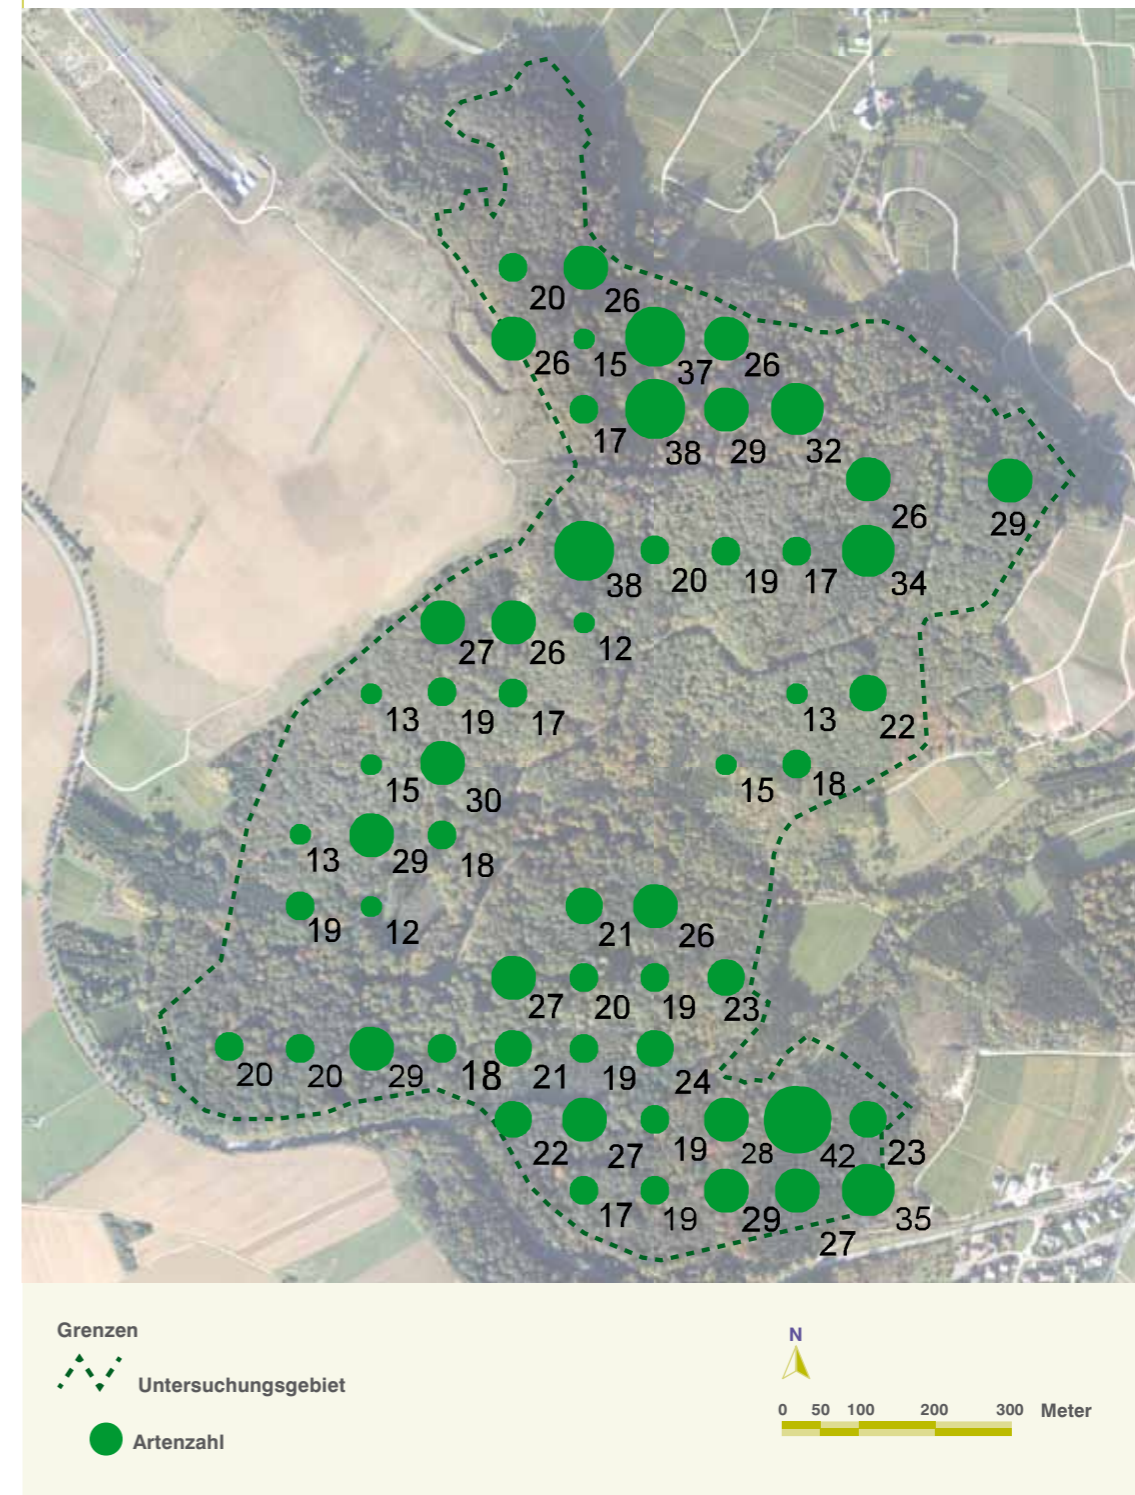 20 26
26 15 37 26
17 38 29 32
26 29
38 20 19 17 34
27 26 12
13 19 17 13 22
15 30 15 18
13 29 18
19 12 21 26
27 20 19 23
20 20 29 18 21 19 24
22 27 19 28 42 23
17 19 29 27 35
Grenzen
Untersuchungsgebiet
Artenzahl
N
0 50 100 200 300 Meter